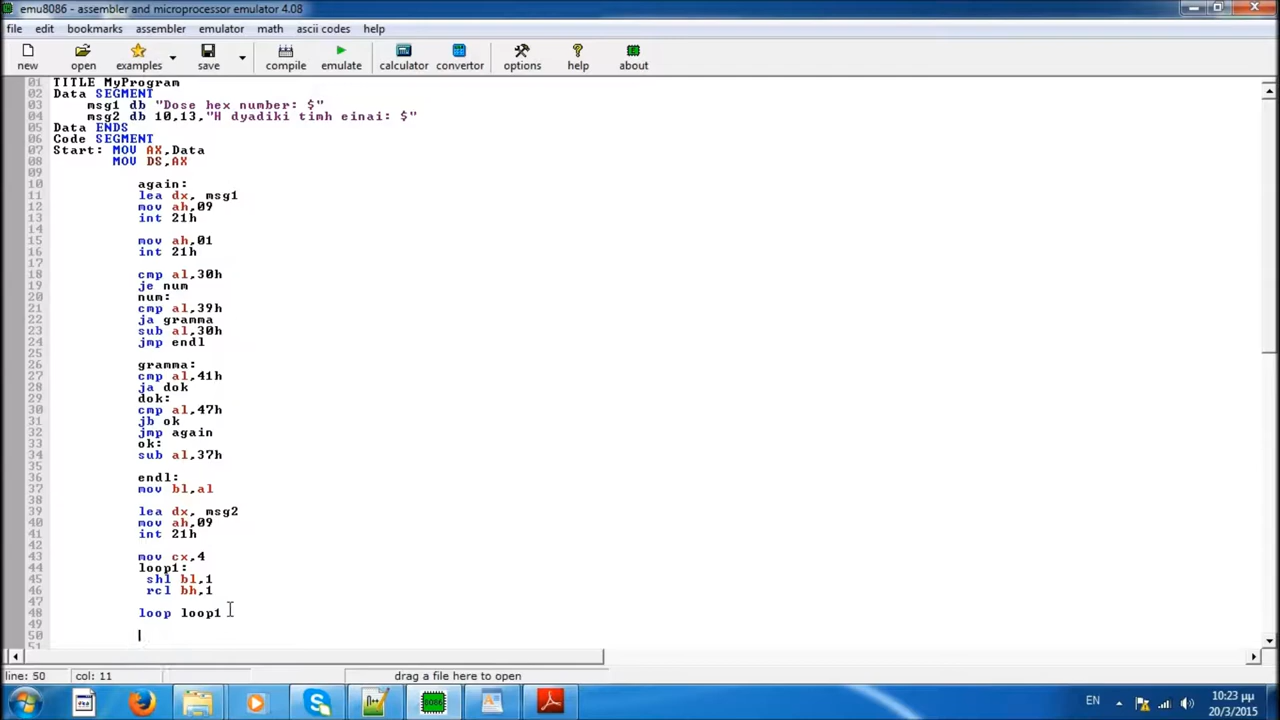 emu8086 - assembler and microprocessor emulator 4.08
file edit bookmarks assembler emulator math ascii codes help
new open examples save compile emulate calculator convertor options help about
01 TITLE MyProgram
02 Data SEGMENT
03 msg1 db "Dose hex number: $"
04 msg2 db 10,13,"H dyadiki timh einai: $"
05 Data ENDS
06 Code SEGMENT
07 Start: MOV AX,Data
08 MOV DS,AX
09
10 again:
11 lea dx, msg1
12 mov ah,09
13 int 21h
14
15 mov ah,01
16 int 21h
17
18 cmp al,30h
19 je num
20 num:
21 cmp al,39h
22 ja gramma
23 sub al,30h
24 jmp endl
25
26 gramma:
27 cmp al,41h
28 ja dok
29 dok:
30 cmp al,47h
31 jb ok
32 jmp again
33 ok:
34 sub al,37h
35
36 endl:
37 mov bl,al
38
39 lea dx, msg2
40 mov ah,09
41 int 21h
42
43 mov cx,4
44 loop1:
45 shl bl,1
46 rcl bh,1
47
48 loop loop1
49
50
51
line: 50 col: 11 drag a file here to open
8086 EN 10:23 μμ
20/3/2015